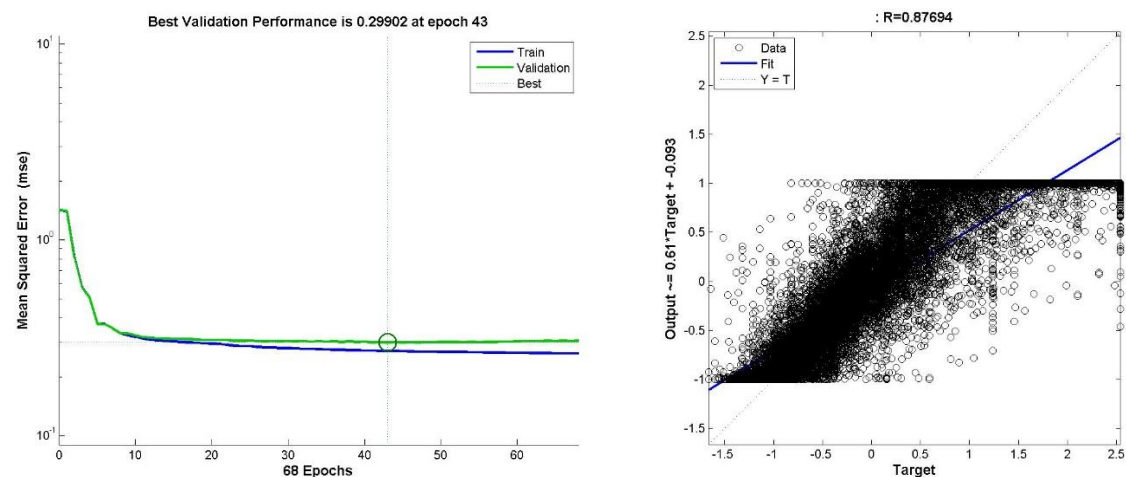 Best Validation Performance is 0.29902 at epoch 43
Mean Squared Error (mse)
10¹
10⁰
10⁻¹
Train
Validation
Best
0 10 20 30 40 50 60
68 Epochs
: R=0.87694
Output ~= 0.61*Target + -0.093
2.5
2
1.5
1
0.5
0
-0.5
-1
-1.5
Data
Fit
Y = T
-1.5 -1 -0.5 0 0.5 1 1.5 2 2.5
Target